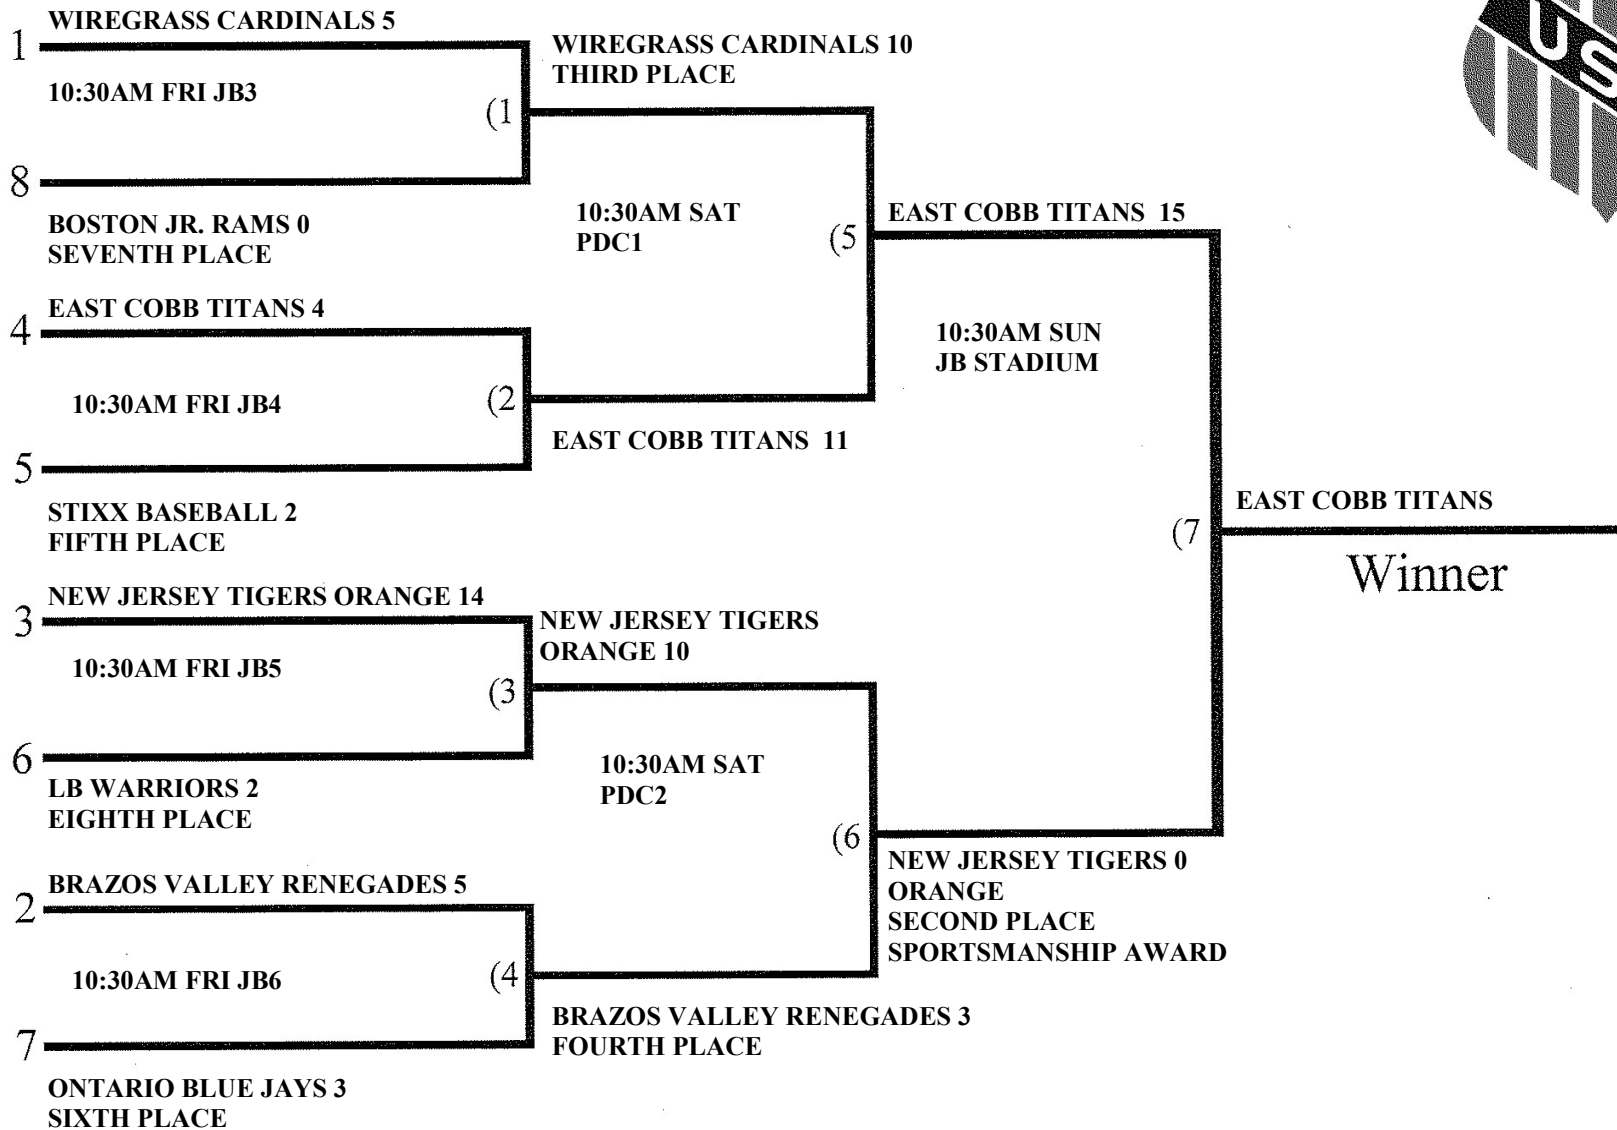 WIREGRASS CARDINALS 5
1
10:30AM FRI JB3
(1
8
BOSTON JR. RAMS 0
SEVENTH PLACE
WIREGRASS CARDINALS 10
THIRD PLACE
10:30AM SAT
PDC1
(5
EAST COBB TITANS 4
4
10:30AM FRI JB4
(2
5
STIXX BASEBALL 2
FIFTH PLACE
EAST COBB TITANS 11
EAST COBB TITANS 15
10:30AM SUN
JB STADIUM
(7
EAST COBB TITANS
Winner
NEW JERSEY TIGERS ORANGE 14
3
10:30AM FRI JB5
(3
6
LB WARRIORS 2
EIGHTH PLACE
NEW JERSEY TIGERS
ORANGE 10
10:30AM SAT
PDC2
(6
BRAZOS VALLEY RENEGADES 5
2
10:30AM FRI JB6
(4
7
ONTARIO BLUE JAYS 3
SIXTH PLACE
BRAZOS VALLEY RENEGADES 3
FOURTH PLACE
NEW JERSEY TIGERS 0
ORANGE
SECOND PLACE
SPORTSMANSHIP AWARD